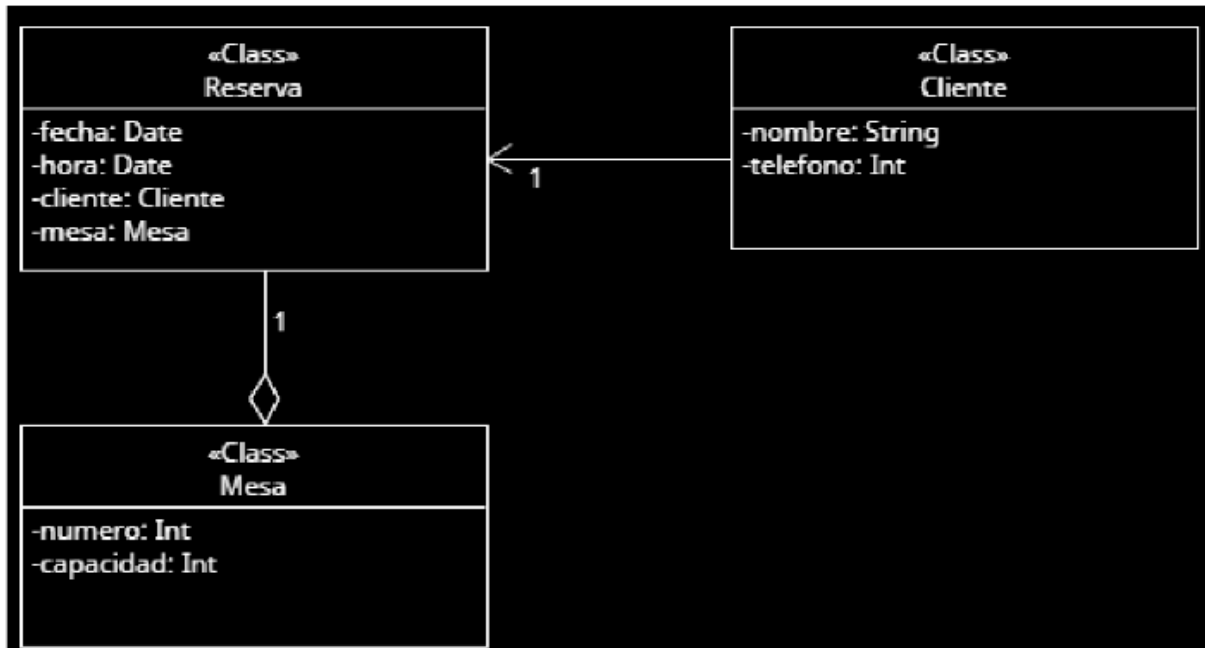 «Class»
Reserva
-fecha: Date
-hora: Date
-cliente: Cliente
-mesa: Mesa
«Class»
Cliente
-nombre: String
-telefono: Int
1
1
«Class»
Mesa
-numero: Int
-capacidad: Int